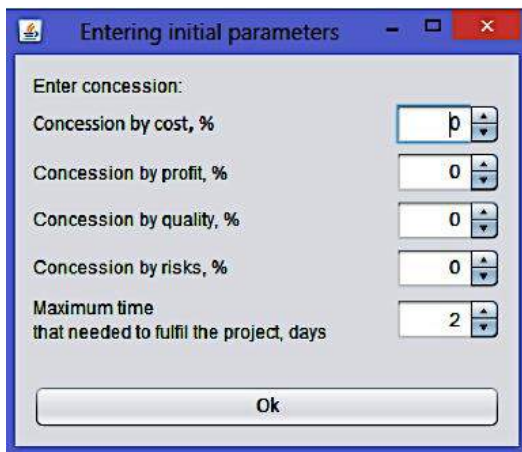 Entering initial parameters
Enter concession:
Concession by cost, % 0
Concession by profit, % 0
Concession by quality, % 0
Concession by risks, % 0
Maximum time
that needed to fulfil the project, days 2
Ok